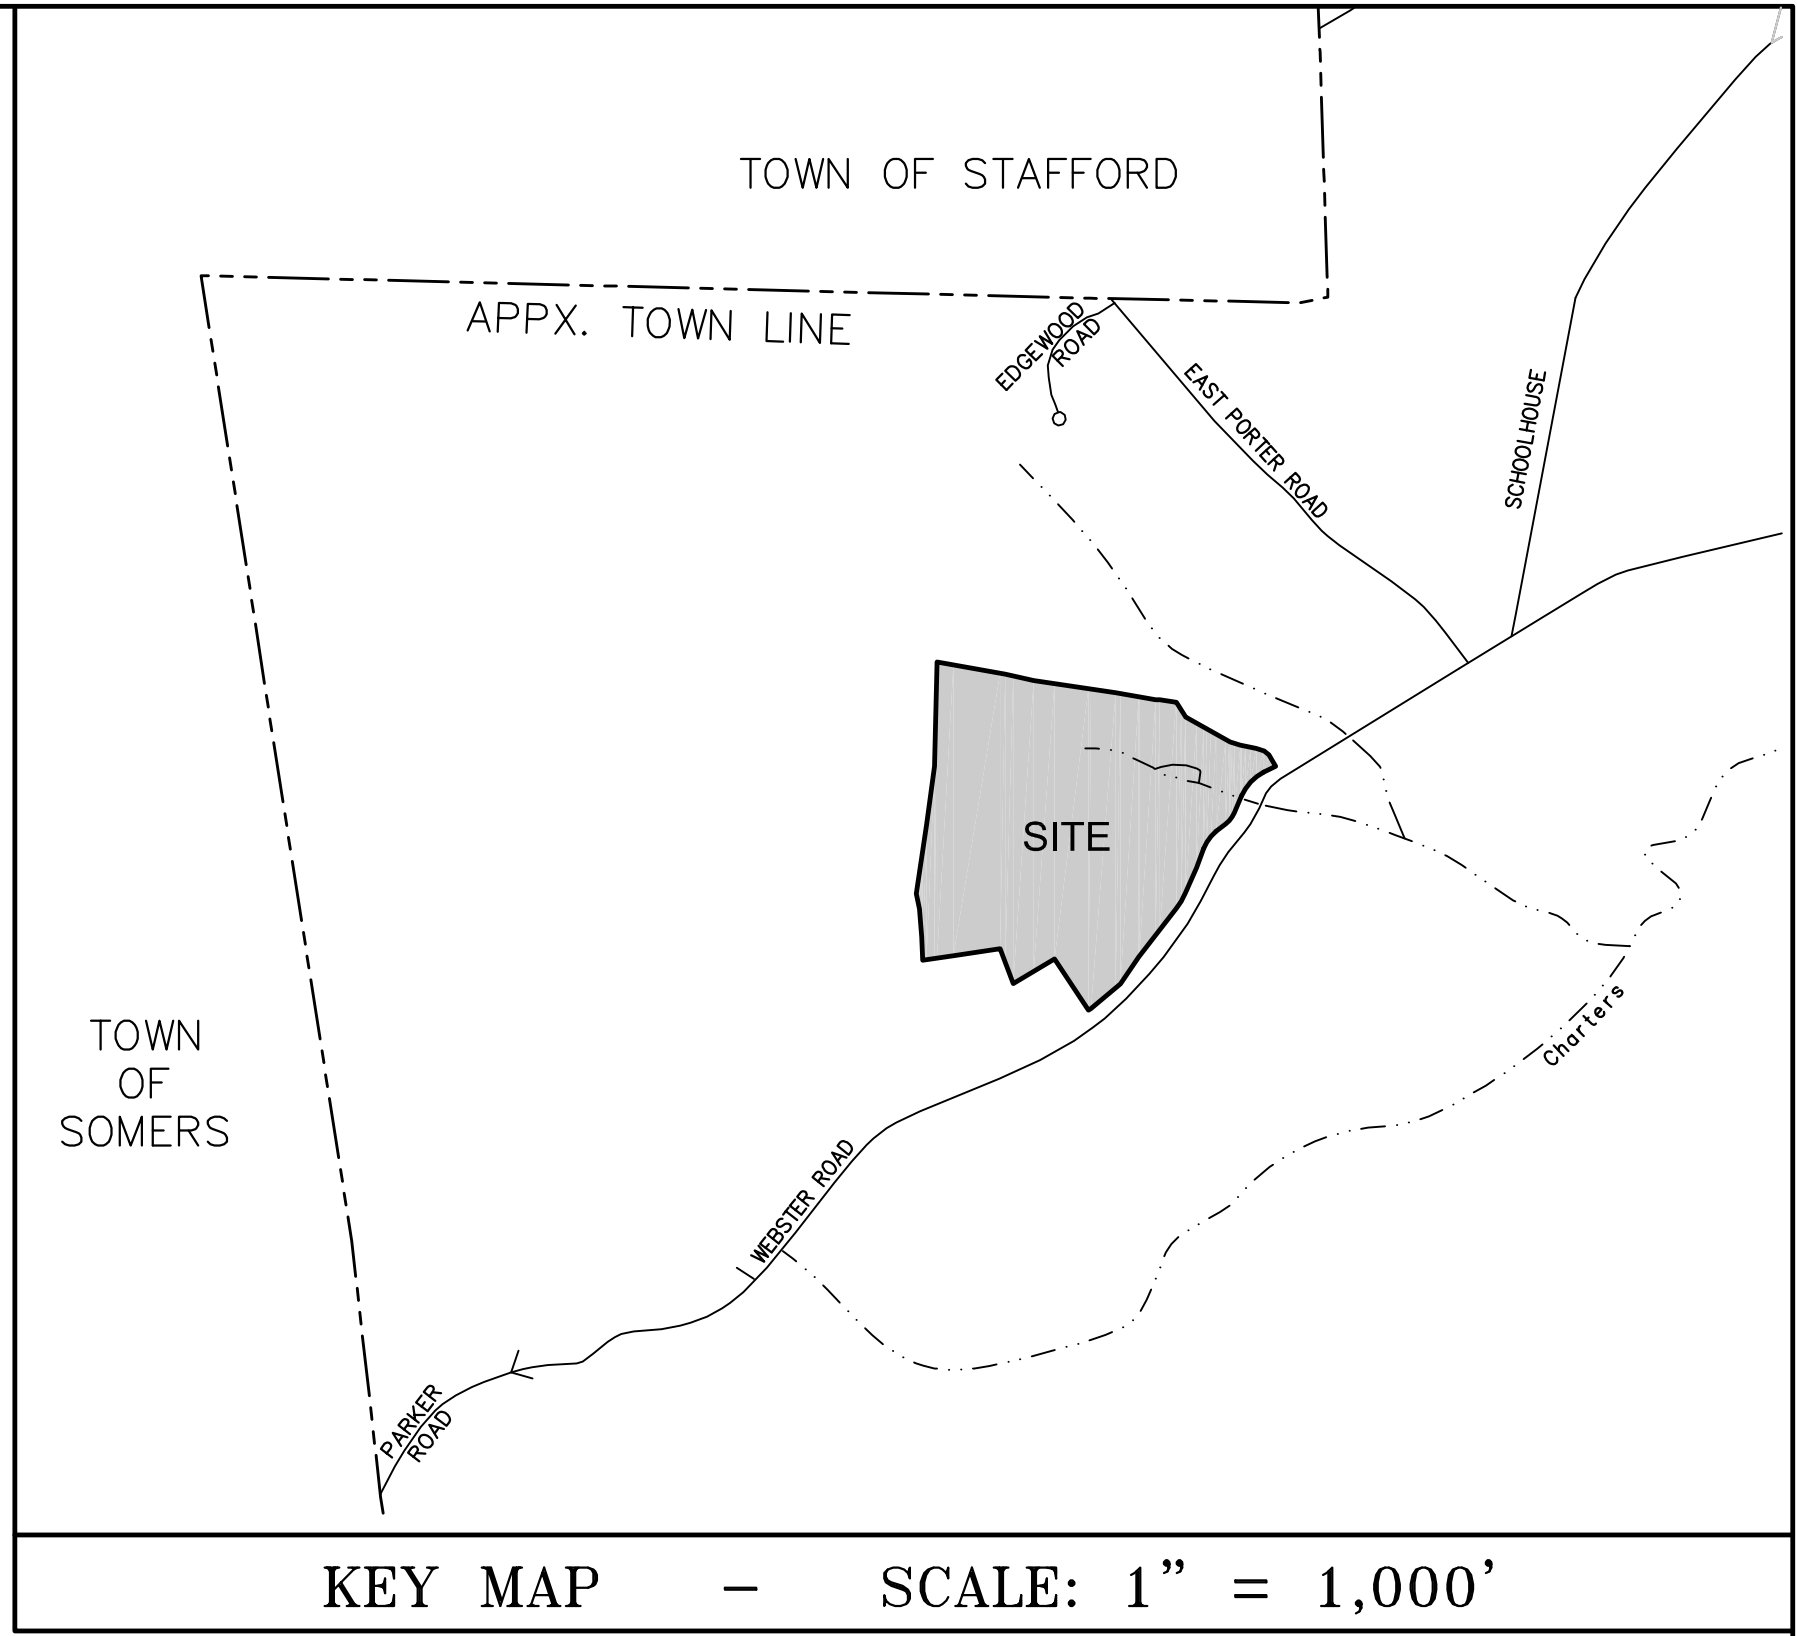 TOWN OF STAFFORD
APPX. TOWN LINE
EDGEWOOD
ROAD
EAST PORTER ROAD
SCHOOLHOUSE
SITE
TOWN
OF
SOMERS
Charters
WEBSTER ROAD
PARKER
ROAD
KEY MAP - SCALE: 1" = 1,000'